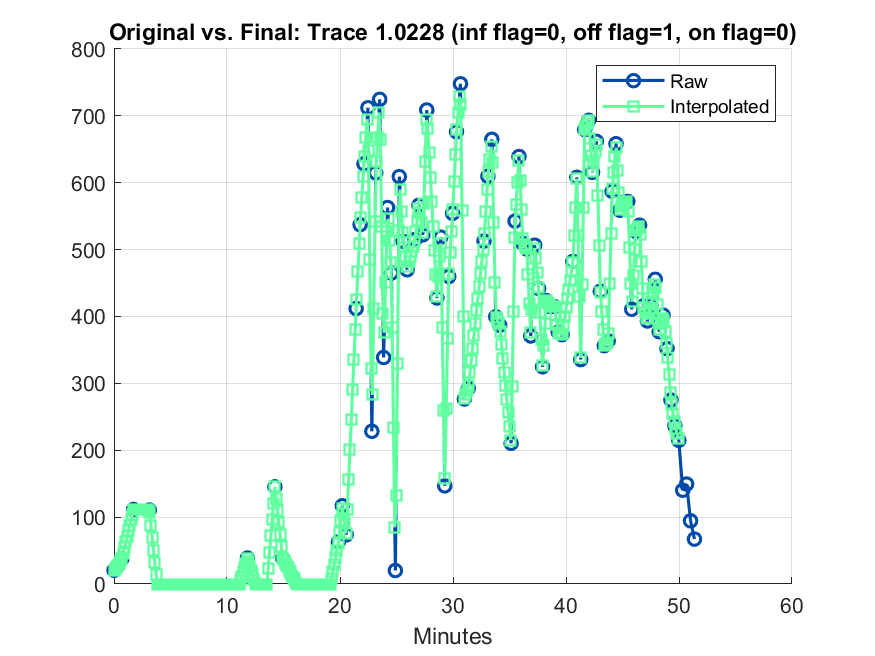 Original vs. Final: Trace 1.0228 (inf flag=0, off flag=1, on flag=0)
800
700
600
500
400
300
200
100
0
Raw
Interpolated
0 10 20 30 40 50 60
Minutes